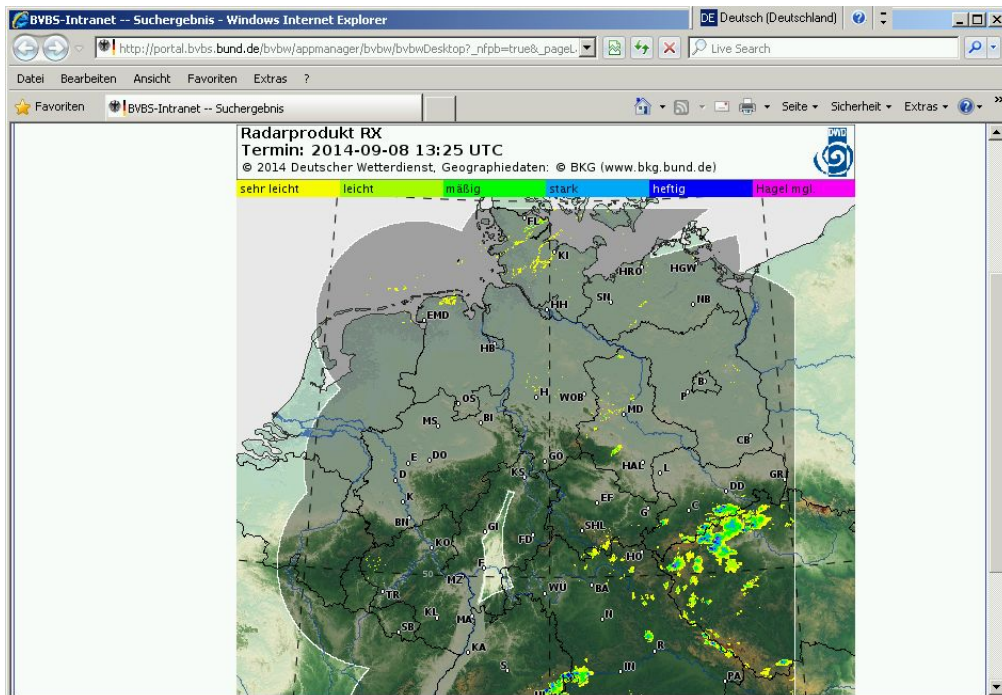 BVBS-Intranet -- Suchergebnis - Windows Internet Explorer
DE Deutsch (Deutschland)
http://portal.bvbs.bund.de/bvbw/appmanager/bvbw/bvbwDesktop?_nfpb=true&_pageL
Live Search
Datei Bearbeiten Ansicht Favoriten Extras ?
Favoriten
BVBS-Intranet -- Suchergebnis
Seite
Sicherheit
Extras
»
Radarprodukt RX
Termin: 2014-09-08 13:25 UTC
© 2014 Deutscher Wetterdienst, Geographiedaten: © BKG (www.bkg.bund.de)
DWD
sehr leicht leicht mäßig stark heftig Hagel mgl.
FL
KI
HRO HGW
SN NB
HH
EMD
HB
H WOB B
P
OS MD
MS BI
CB
E DO GÖ
KS HAL L GR
D DD
K EF
G C
BN GI SHL
KO FD HO
F
50
MZ WÜ BA
TR
KL MA N
SB
KA R
S IN
PA